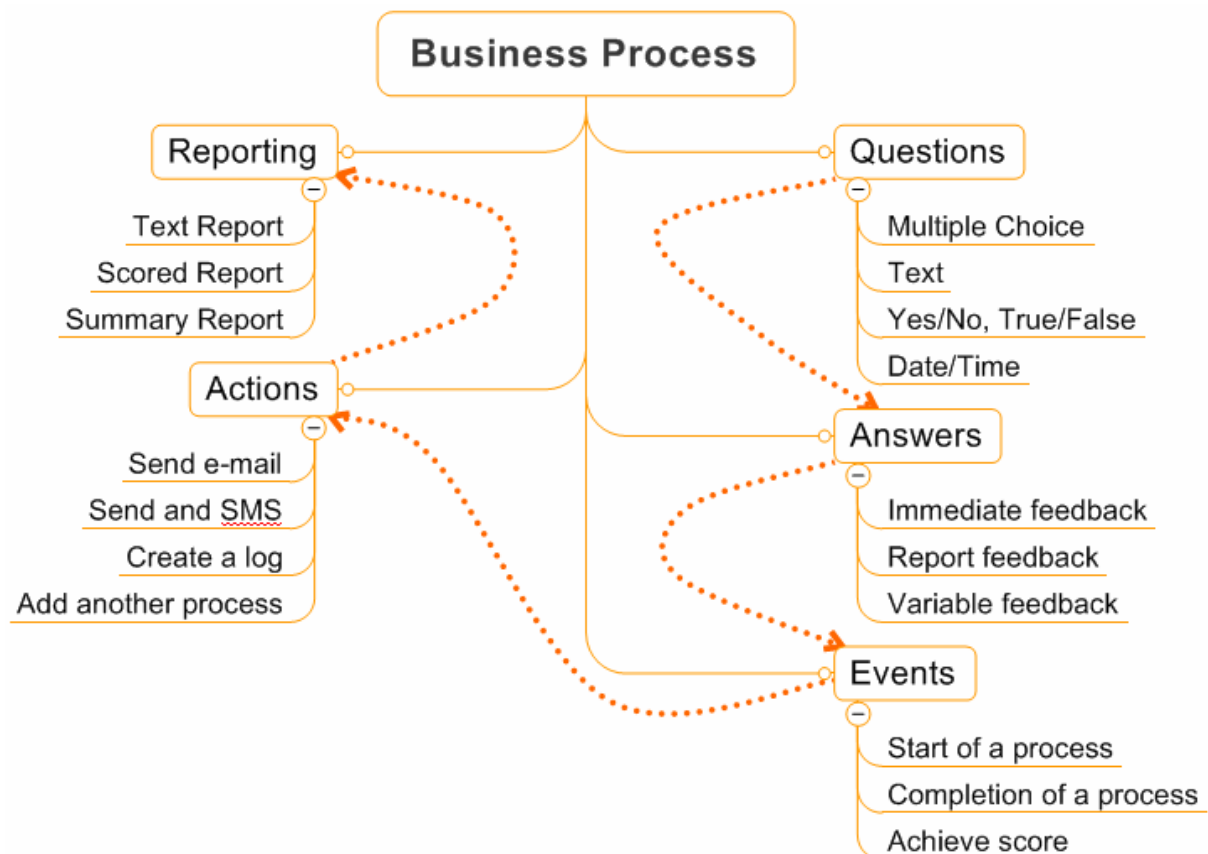 Business Process
Reporting
Text Report
Scored Report
Summary Report
Actions
Send e-mail
Send and SMS
Create a log
Add another process
Questions
Multiple Choice
Text
Yes/No, True/False
Date/Time
Answers
Immediate feedback
Report feedback
Variable feedback
Events
Start of a process
Completion of a process
Achieve score